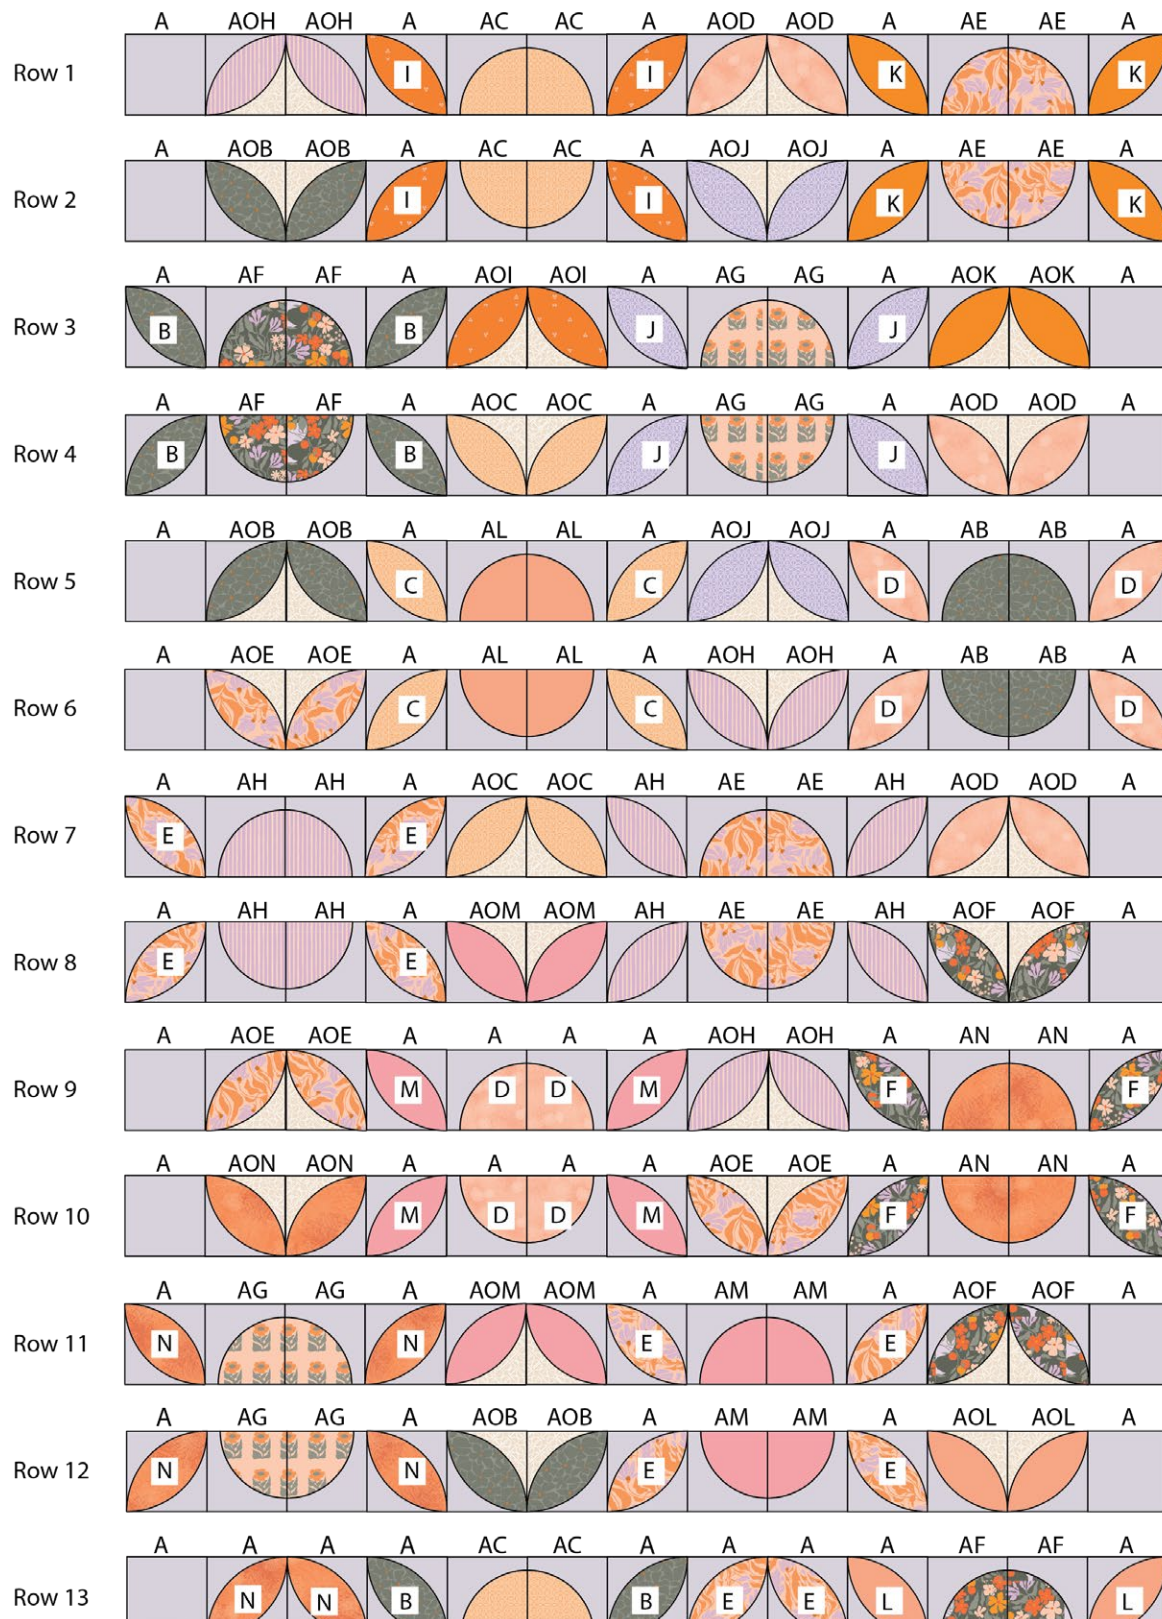 A AOH AOH A AC AC A AOD AOD A AE AE A
Row 1 I I K K
A AOB AOB A AC AC A AOJ AOJ A AE AE A
Row 2 I I K K
A AF AF A AOI AOI A AG AG A AOK AOK A
Row 3 B B J J
A AF AF A AOC AOC A AG AG A AOD AOD A
Row 4 B B J J
A AOB AOB A AL AL A AOJ AOJ A AB AB A
Row 5 C C D D
A AOE AOE A AL AL A AOH AOH A AB AB A
Row 6 C C D D
A AH AH A AOC AOC AH AE AE AH AOD AOD A
Row 7 E E
A AH AH A AOM AOM AH AE AE AH AOF AOF A
Row 8 E E
A AOE AOE A A A A AOH AOH A AN AN A
Row 9 M D D M F F
A AON AON A A A A AOE AOE A AN AN A
Row 10 M D D M F F
A AG AG A AOM AOM A AM AM A AOF AOF A
Row 11 N N E E
A AG AG A AOB AOB A AM AM A AOL AOL A
Row 12 N N E E
A A A A AC AC A A A A AF AF A
Row 13 N N B B E E L L